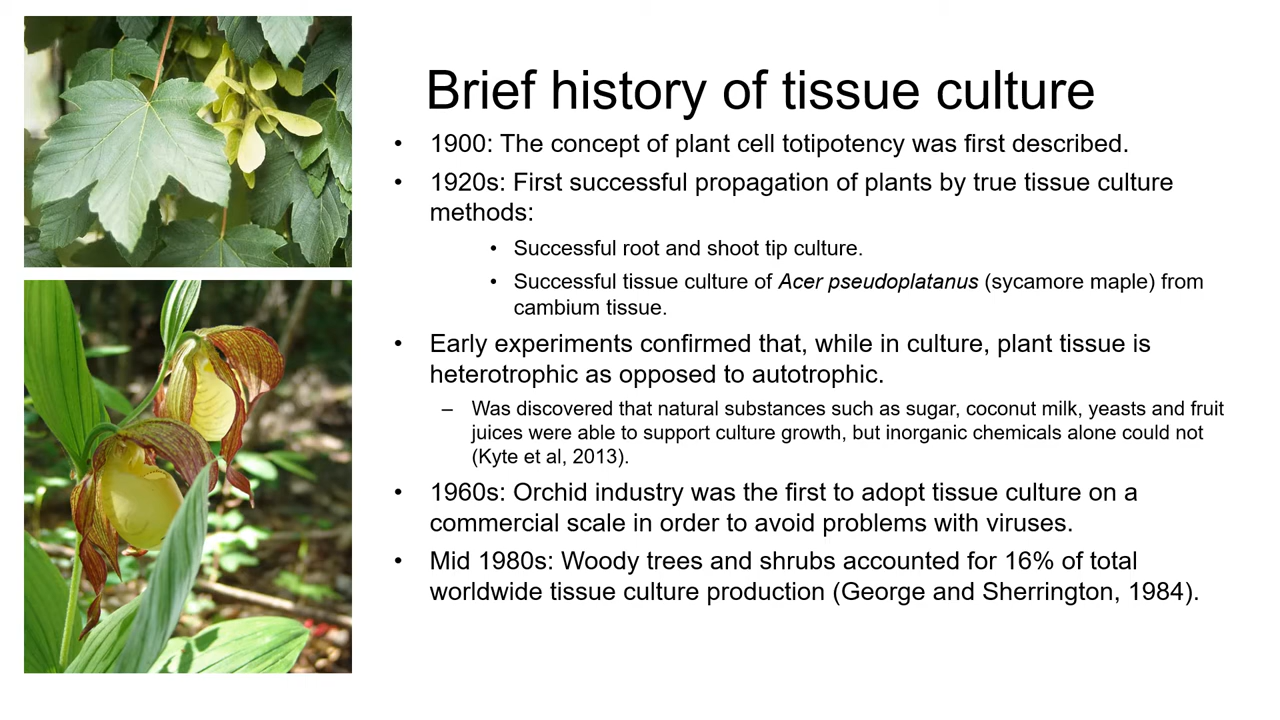 Brief history of tissue culture
• 1900: The concept of plant cell totipotency was first described.
• 1920s: First successful propagation of plants by true tissue culture
methods:
• Successful root and shoot tip culture.
• Successful tissue culture of Acer pseudoplatanus (sycamore maple) from
cambium tissue.
• Early experiments confirmed that, while in culture, plant tissue is
heterotrophic as opposed to autotrophic.
– Was discovered that natural substances such as sugar, coconut milk, yeasts and fruit
juices were able to support culture growth, but inorganic chemicals alone could not
(Kyte et al, 2013).
• 1960s: Orchid industry was the first to adopt tissue culture on a
commercial scale in order to avoid problems with viruses.
• Mid 1980s: Woody trees and shrubs accounted for 16% of total
worldwide tissue culture production (George and Sherrington, 1984).